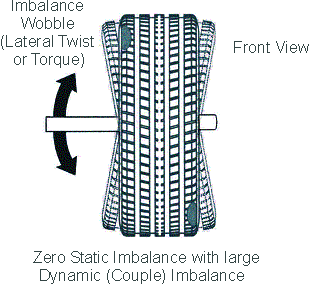 Imbalance
Wobble
(Lateral Twist
or Torque)
Front View
Zero Static Imbalance with large
Dynamic (Couple) Imbalance